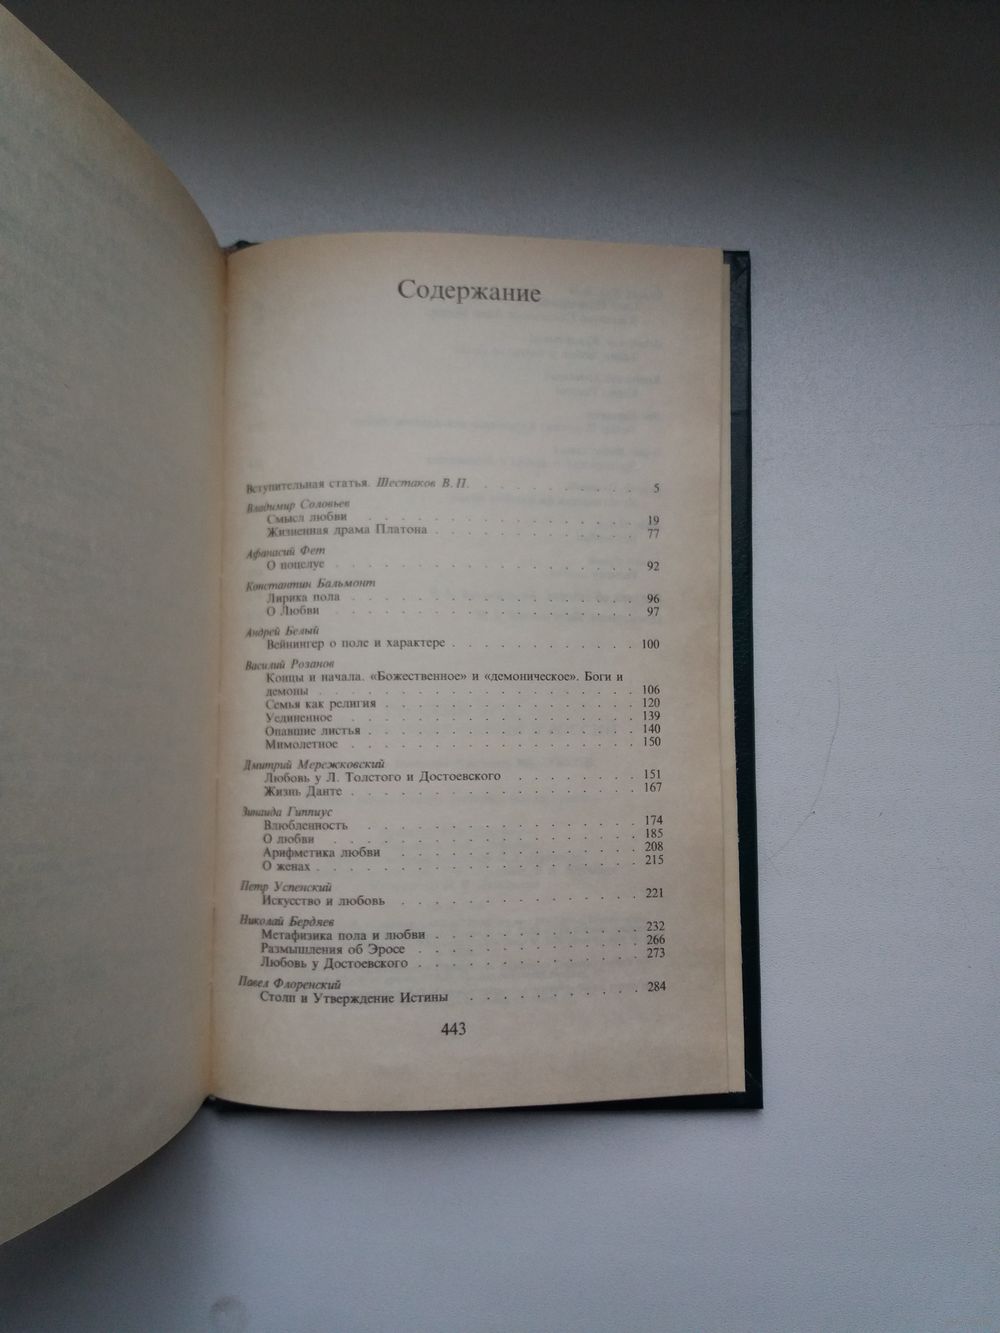 Содержание
Вступительная статья. Шестаков В. П. . . . . . . . . . . 5
Владимир Соловьев
Смысл любви . . . . . . . . . . . . . . . . 19
Жизненная драма Платона . . . . . . . . . . . . 77
Афанасий Фет
О поцелуе . . . . . . . . . . . . . . . . . 92
Константин Бальмонт
Лирика пола . . . . . . . . . . . . . . . . 96
О Любви . . . . . . . . . . . . . . . . . . 97
Андрей Белый
Вейнингер о поле и характере . . . . . . . . . . . 100
Василий Розанов
Концы и начала. «Божественное» и «демоническое». Боги и
демоны . . . . . . . . . . . . . . . . . . 106
Семья как религия . . . . . . . . . . . . . . 120
Уединенное . . . . . . . . . . . . . . . . . 139
Опавшие листья . . . . . . . . . . . . . . . 140
Мимолетное . . . . . . . . . . . . . . . . . 150
Дмитрий Мережковский
Любовь у Л. Толстого и Достоевского . . . . . . . . 151
Жизнь Данте . . . . . . . . . . . . . . . . 167
Зинаида Гиппиус
Влюбленность . . . . . . . . . . . . . . . . 174
О любви . . . . . . . . . . . . . . . . . . 185
Арифметика любви . . . . . . . . . . . . . . 208
О женах . . . . . . . . . . . . . . . . . . 215
Петр Успенский
Искусство и любовь . . . . . . . . . . . . . . 221
Николай Бердяев
Метафизика пола и любви . . . . . . . . . . . . 232
Размышления об Эросе . . . . . . . . . . . . . 266
Любовь у Достоевского . . . . . . . . . . . . . 273
Павел Флоренский
Столп и Утверждение Истины . . . . . . . . . . . 284
443